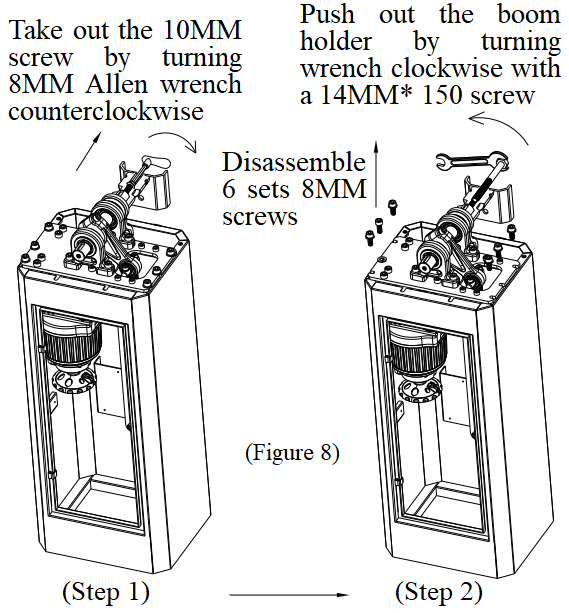 Take out the 10MM
screw by turning
8MM Allen wrench
counterclockwise
Push out the boom
holder by turning
wrench clockwise with
a 14MM* 150 screw
Disassemble
6 sets 8MM
screws
(Figure 8)
(Step 1)
(Step 2)